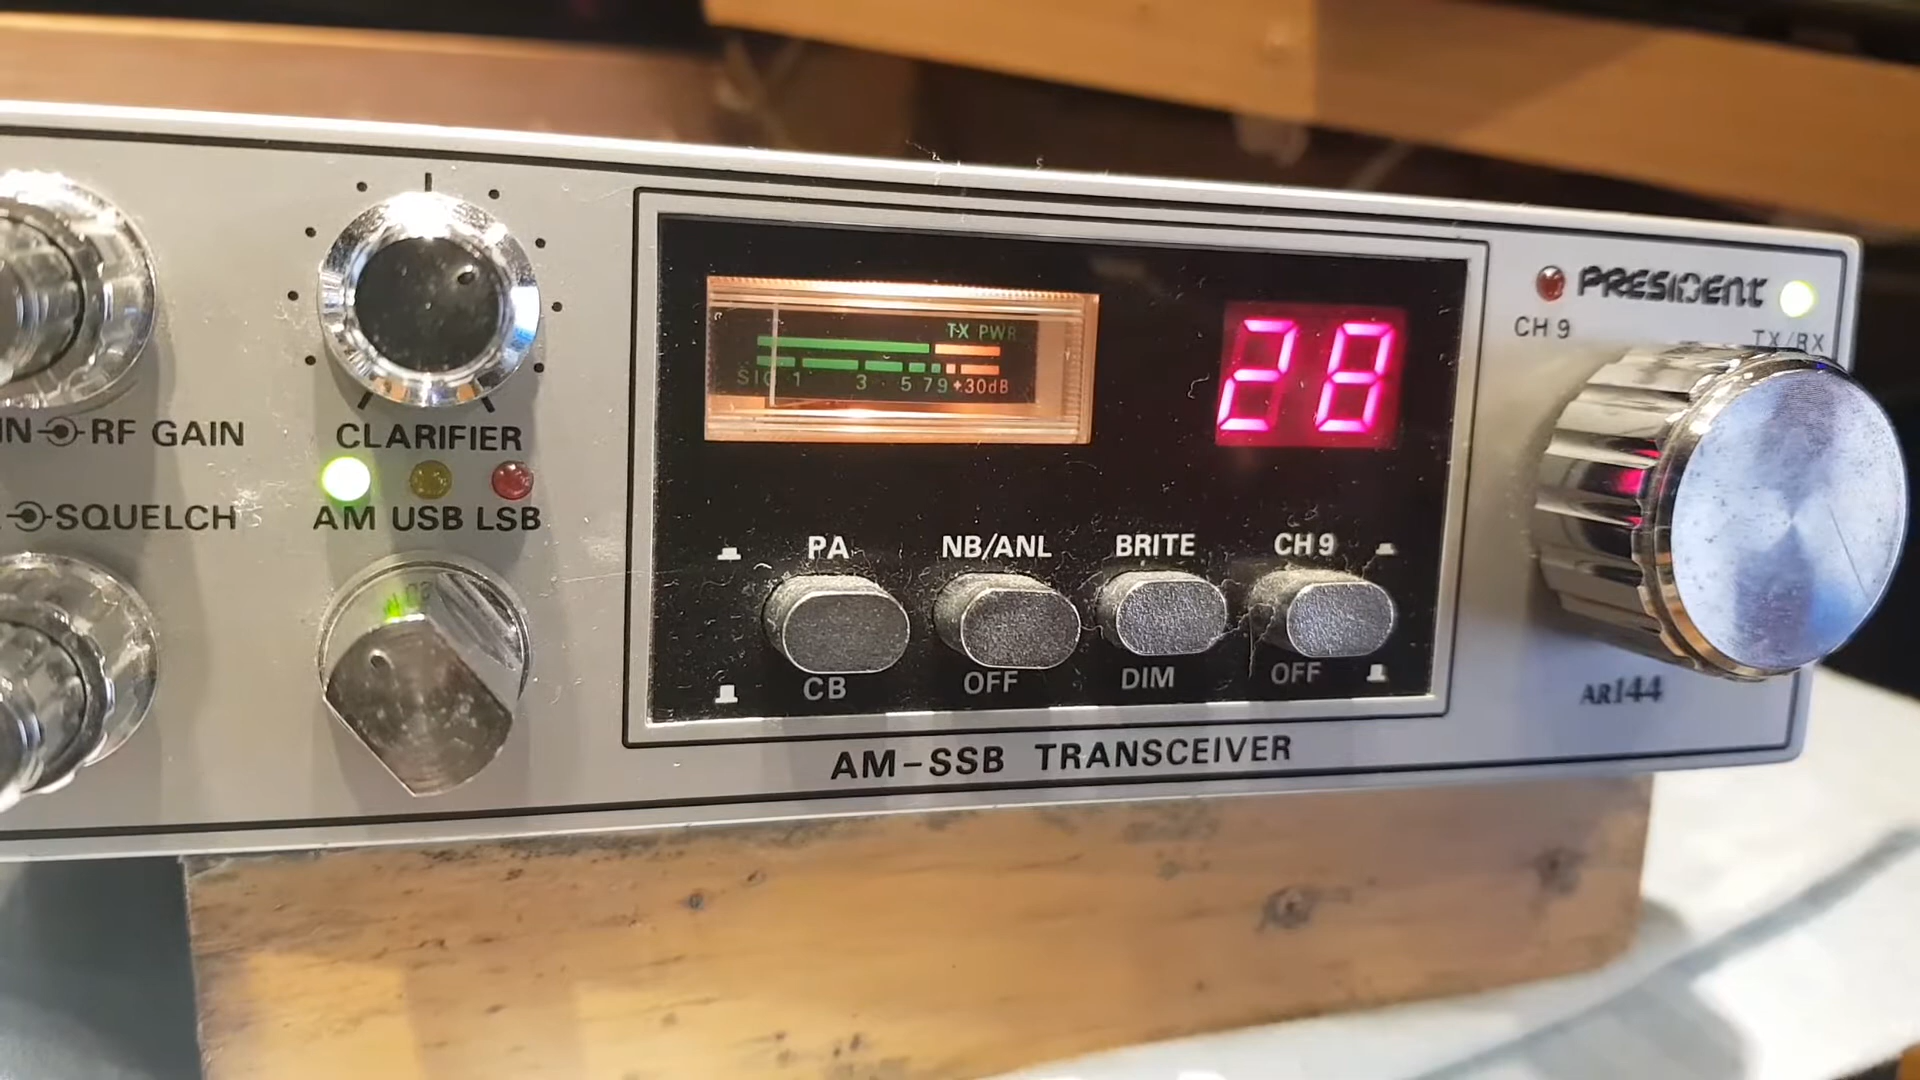 PRESIDENT
CH 9
TX/RX
TX PWR
SIG 1 3 5 7 9 +30dB
28
IN RF GAIN
CLARIFIER
SQUELCH
AM USB LSB
PA NB/ANL BRITE CH 9
CB OFF DIM OFF
AR144
AM-SSB TRANSCEIVER